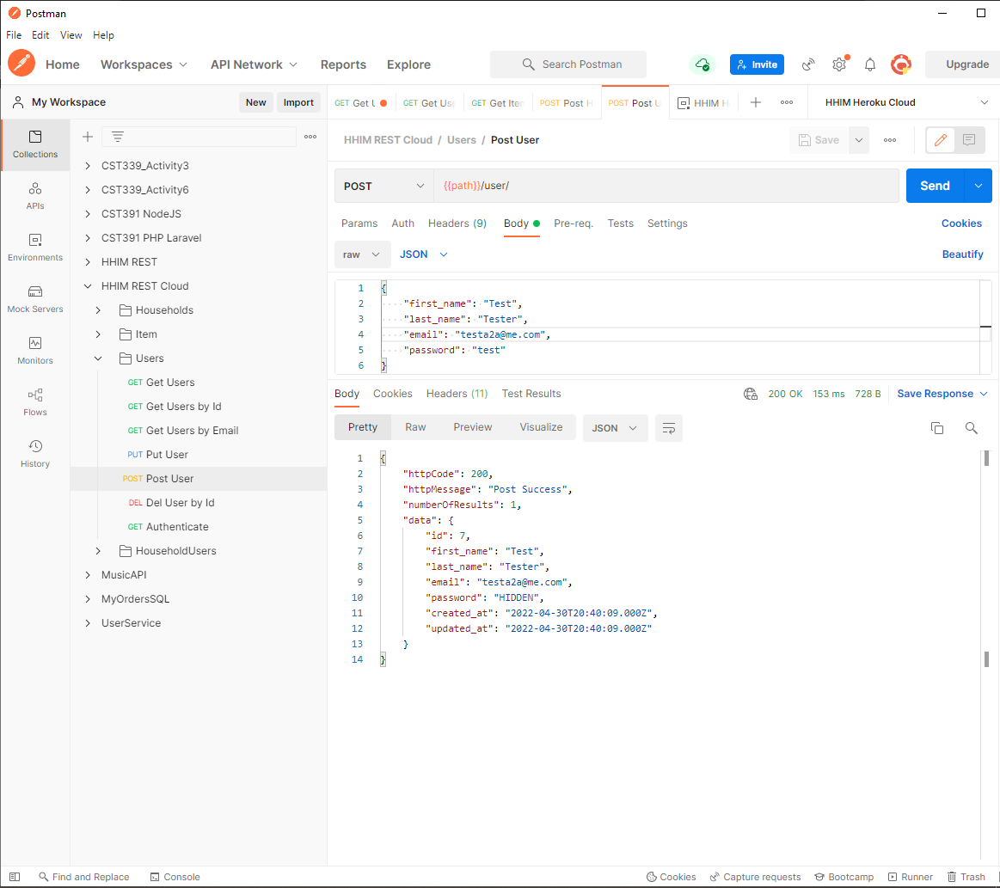 Postman
File Edit View Help
Home Workspaces API Network Reports Explore Search Postman Invite Upgrade
My Workspace New Import
GET Get U GET Get Use GET Get Iter POST Post H POST Post U HHIM H HHIM Heroku Cloud
Collections
APIs
Environments
Mock Servers
Monitors
Flows
History
CST339_Activity3
CST339_Activity6
CST391 NodeJS
CST391 PHP Laravel
HHIM REST
HHIM REST Cloud
Households
Item
Users
GET Get Users
GET Get Users by Id
GET Get Users by Email
PUT Put User
POST Post User
DEL Del User by Id
GET Authenticate
HouseholdUsers
MusicAPI
MyOrdersSQL
UserService
HHIM REST Cloud / Users / Post User Save
POST {{path}}/user/ Send
Params Auth Headers (9) Body Pre-req. Tests Settings Cookies
raw JSON Beautify
1 {
2 "first_name": "Test",
3 "last_name": "Tester",
4 "email": "testa2a@me.com",
5 "password": "test"
6 }
Body Cookies Headers (11) Test Results 200 OK 153 ms 728 B Save Response
Pretty Raw Preview Visualize JSON
1 {
2 "httpCode": 200,
3 "httpMessage": "Post Success",
4 "numberOfResults": 1,
5 "data": {
6 "id": 7,
7 "first_name": "Test",
8 "last_name": "Tester",
9 "email": "testa2a@me.com",
10 "password": "HIDDEN",
11 "created_at": "2022-04-30T20:40:09.000Z",
12 "updated_at": "2022-04-30T20:40:09.000Z"
13 }
14 }
Find and Replace Console Cookies Capture requests Bootcamp Runner Trash